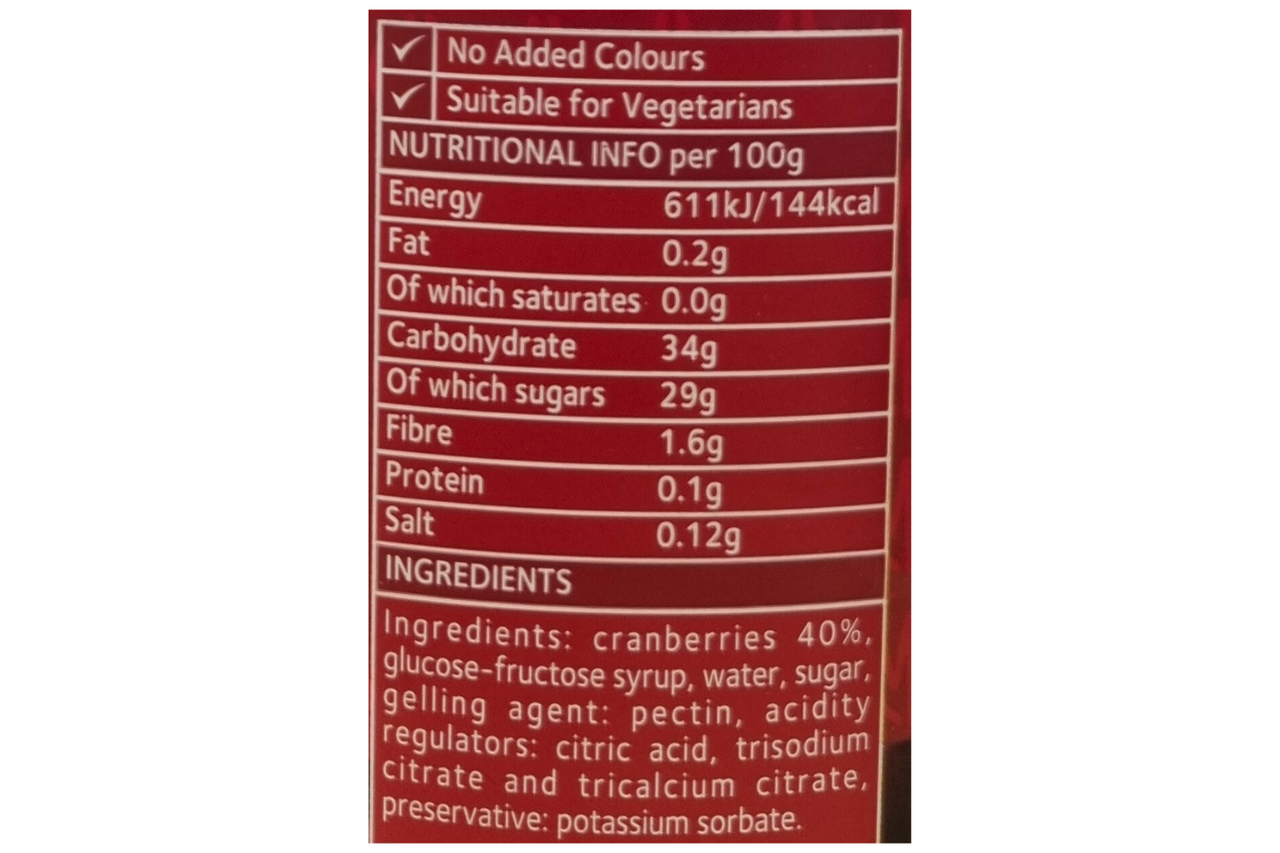 No Added Colours
Suitable for Vegetarians
NUTRITIONAL INFO per 100g
Energy 611kJ/144kcal
Fat 0.2g
Of which saturates 0.0g
Carbohydrate 34g
Of which sugars 29g
Fibre 1.6g
Protein 0.1g
Salt 0.12g
INGREDIENTS
Ingredients: cranberries 40%,
glucose-fructose syrup, water, sugar,
gelling agent: pectin, acidity
regulators: citric acid, trisodium
citrate and tricalcium citrate,
preservative: potassium sorbate.